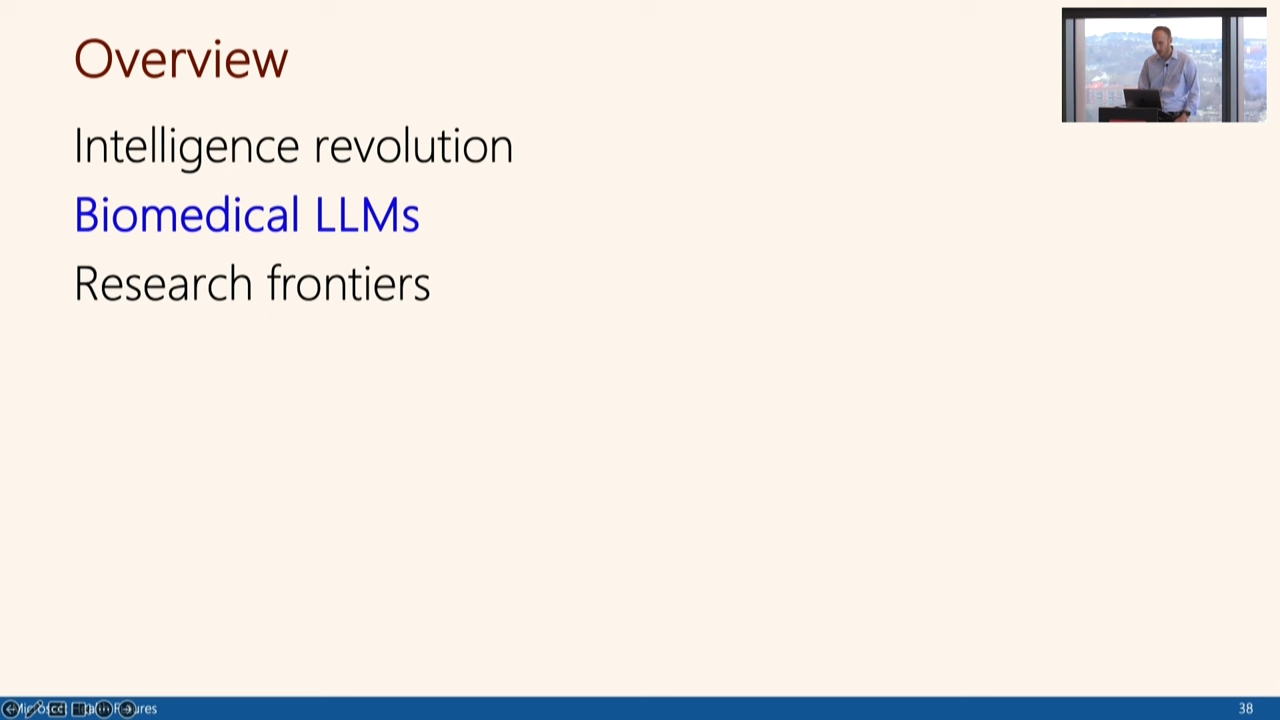 Overview
Intelligence revolution
Biomedical LLMs
Research frontiers
38